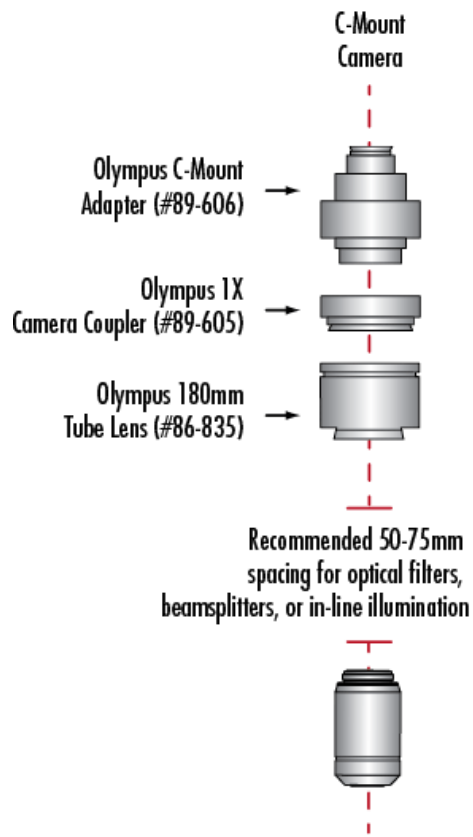 C-Mount
Camera
Olympus C-Mount
Adapter (#89-606)
Olympus 1X
Camera Coupler (#89-605)
Olympus 180mm
Tube Lens (#86-835)
Recommended 50-75mm
spacing for optical filters,
beamsplitters, or in-line illumination